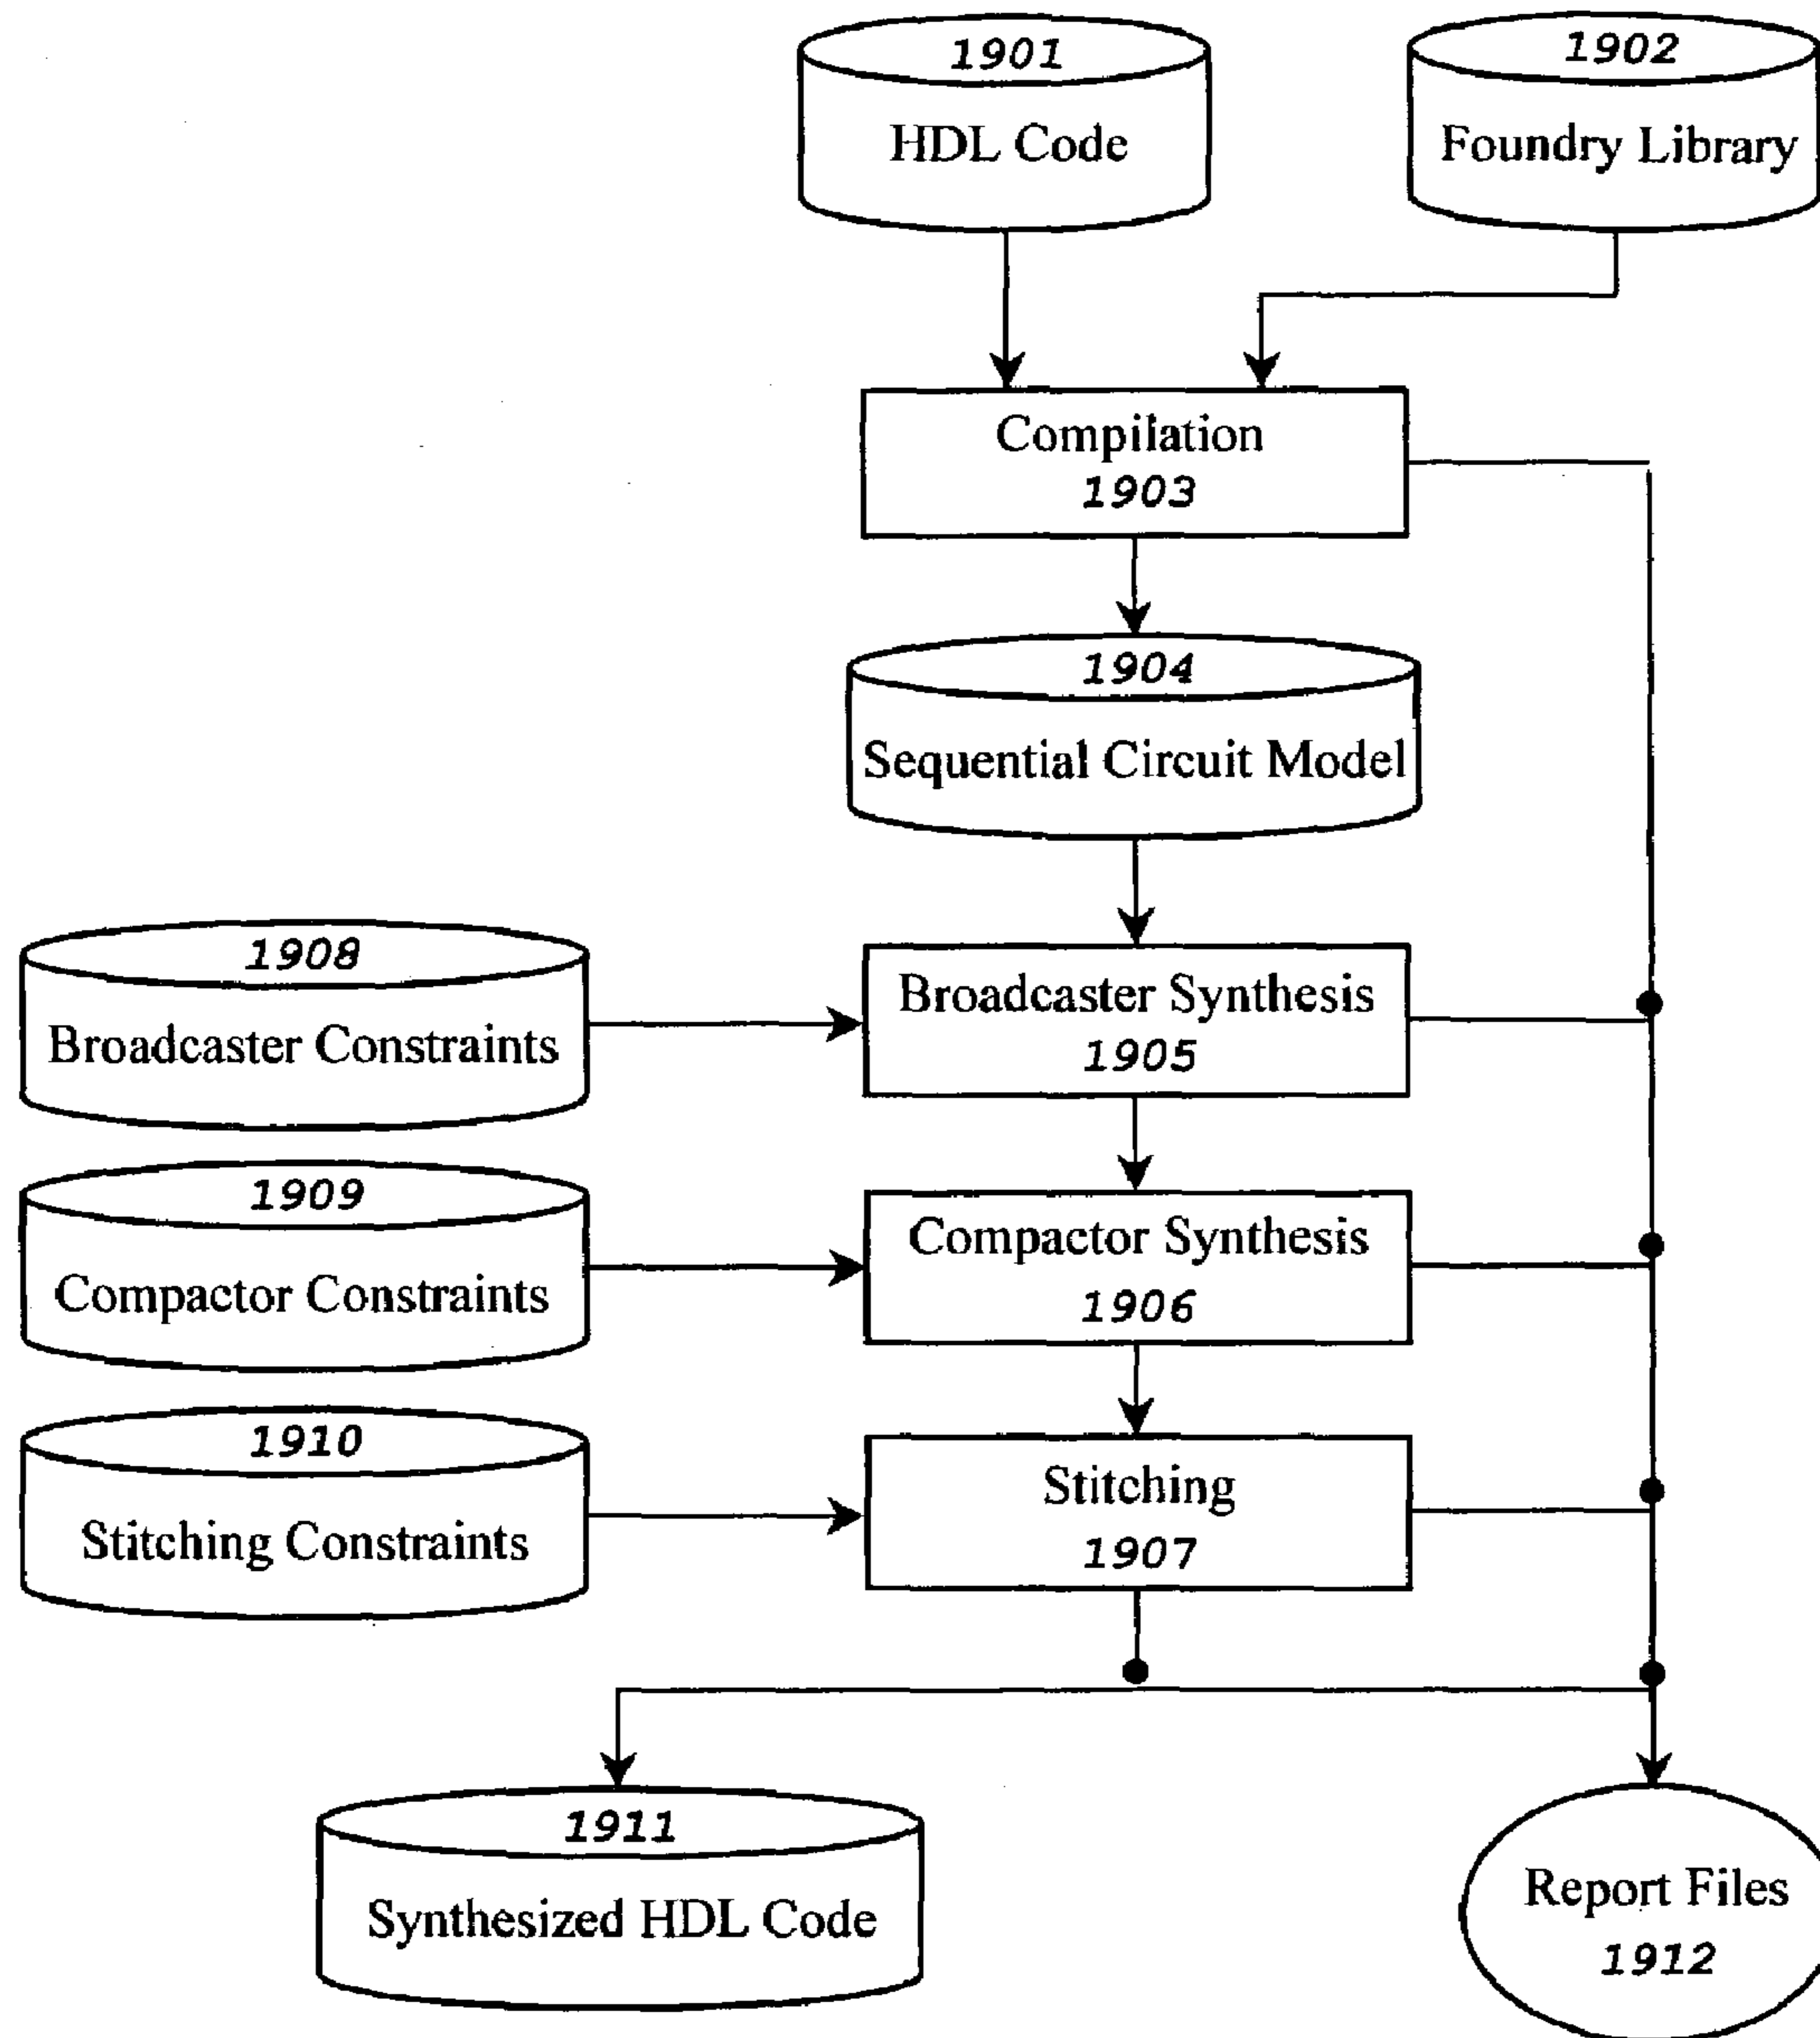 1901
HDL Code
1902
Foundry Library
Compilation
1903
1904
Sequential Circuit Model
1908
Broadcaster Constraints
Broadcaster Synthesis
1905
1909
Compactor Constraints
Compactor Synthesis
1906
1910
Stitching Constraints
Stitching
1907
1911
Synthesized HDL Code
Report Files
1912